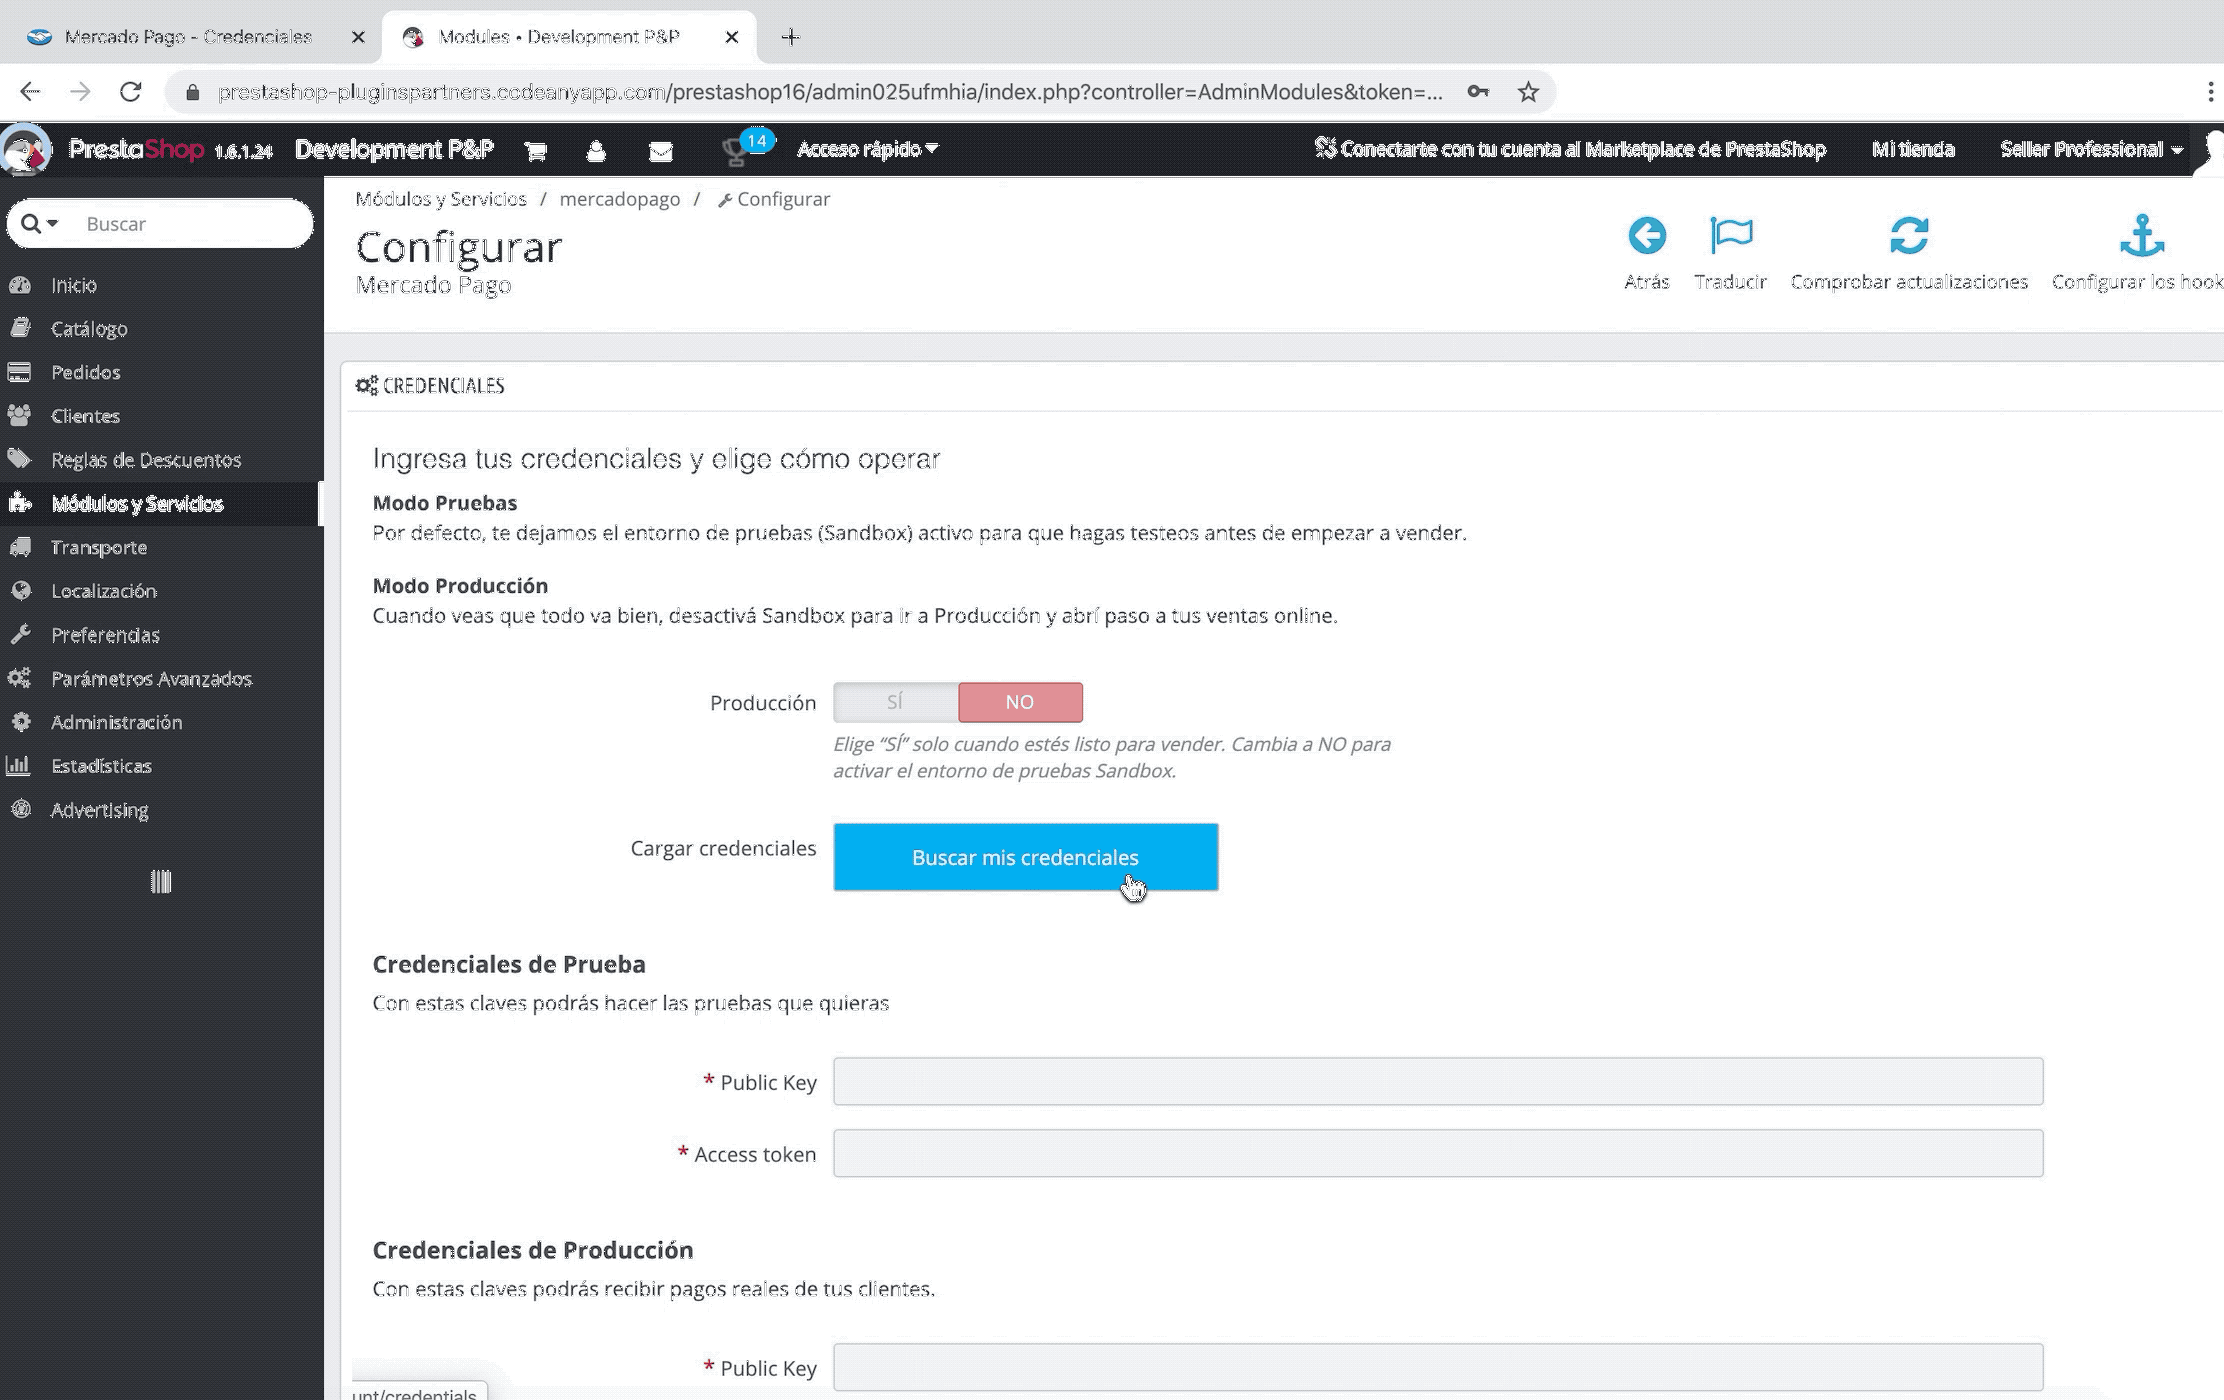 Mercado Pago - Credenciales
Modules • Development P&P
prestashop-pluginspartners.codeanyapp.com/prestashop16/admin025ufmhia/index.php?controller=AdminModules&token=...
PrestaShop 1.6.1.24 Development P&P 14 Acceso rápido Conectarte con tu cuenta al Marketplace de PrestaShop Mi tienda Seller Professional
Buscar
Inicio
Catálogo
Pedidos
Clientes
Reglas de Descuentos
Módulos y Servicios
Transporte
Localización
Preferencias
Parámetros Avanzados
Administración
Estadísticas
Advertising
Módulos y Servicios / mercadopago / Configurar
Configurar
Mercado Pago
Atrás
Traducir
Comprobar actualizaciones
Configurar los hook
CREDENCIALES
Ingresa tus credenciales y elige cómo operar
Modo Pruebas
Por defecto, te dejamos el entorno de pruebas (Sandbox) activo para que hagas testeos antes de empezar a vender.
Modo Producción
Cuando veas que todo va bien, desactivá Sandbox para ir a Producción y abrí paso a tus ventas online.
Producción SÍ NO
Elige “SÍ” solo cuando estés listo para vender. Cambia a NO para
activar el entorno de pruebas Sandbox.
Cargar credenciales Buscar mis credenciales
Credenciales de Prueba
Con estas claves podrás hacer las pruebas que quieras
* Public Key
* Access token
Credenciales de Producción
Con estas claves podrás recibir pagos reales de tus clientes.
* Public Key
unt/credentials